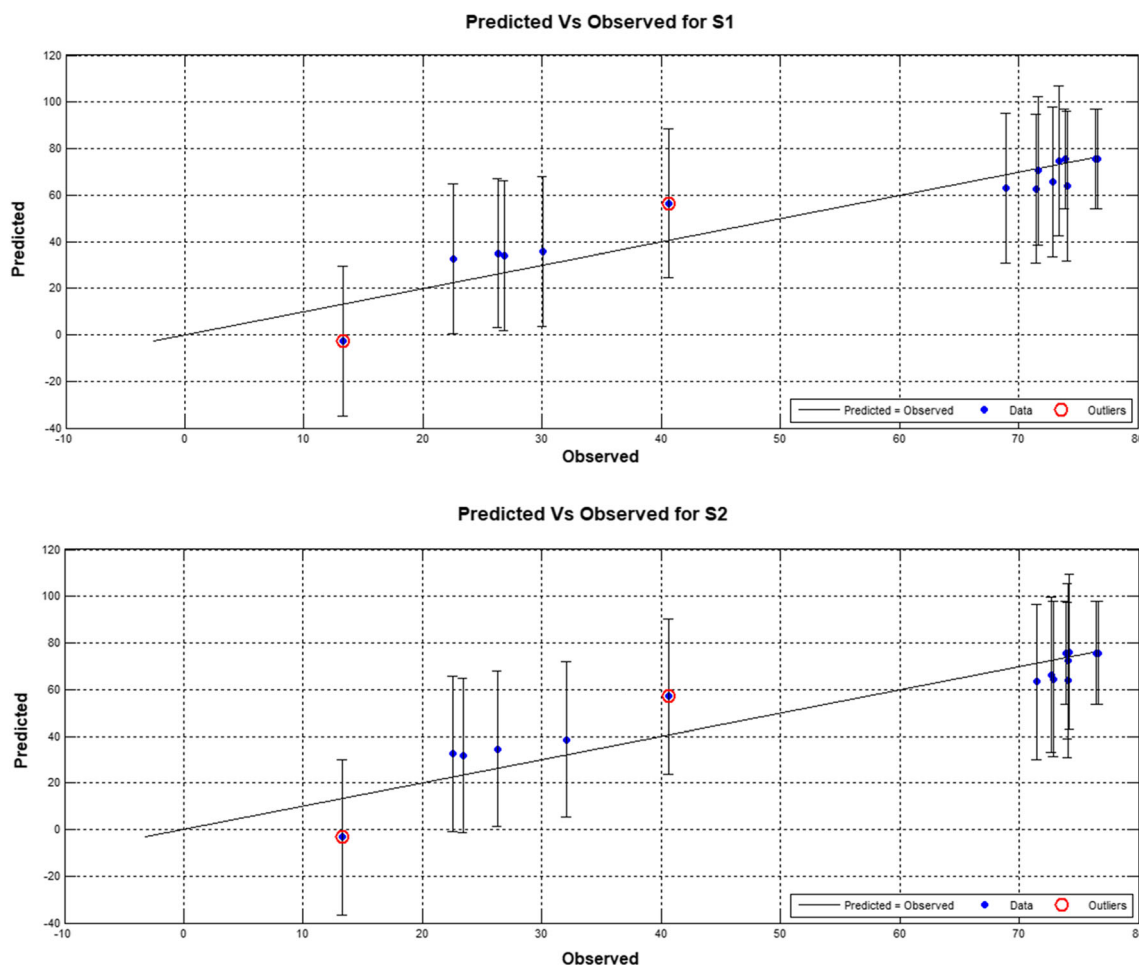 Predicted Vs Observed for S1
120
100
80
60
40
20
0
-20
-40
Predicted
Predicted = Observed Data Outliers
-10 0 10 20 30 40 50 60 70 80
Observed
Predicted Vs Observed for S2
120
100
80
60
40
20
0
-20
-40
Predicted
Predicted = Observed Data Outliers
-10 0 10 20 30 40 50 60 70 80
Observed